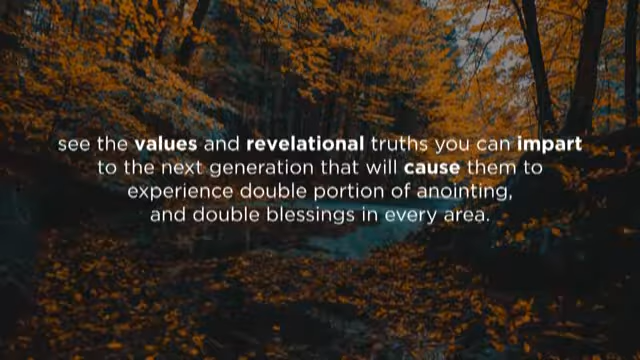 see the values and revelational truths you can impart
to the next generation that will cause them to
experience double portion of anointing,
and double blessings in every area.